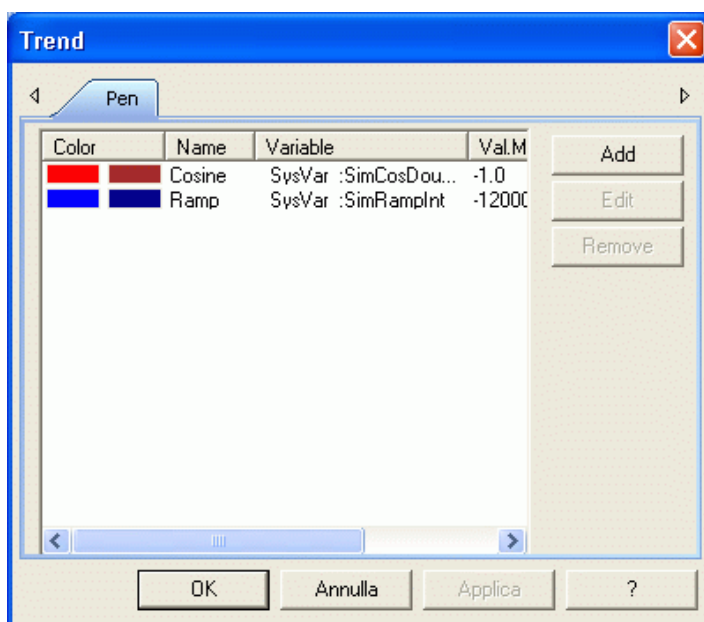 Trend
Pen
Color Name Variable Val.M
Cosine SysVar :SimCosDou... -1.0
Ramp SysVar :SimRampInt -12000
Add
Edit
Remove
OK Annulla Applica ?